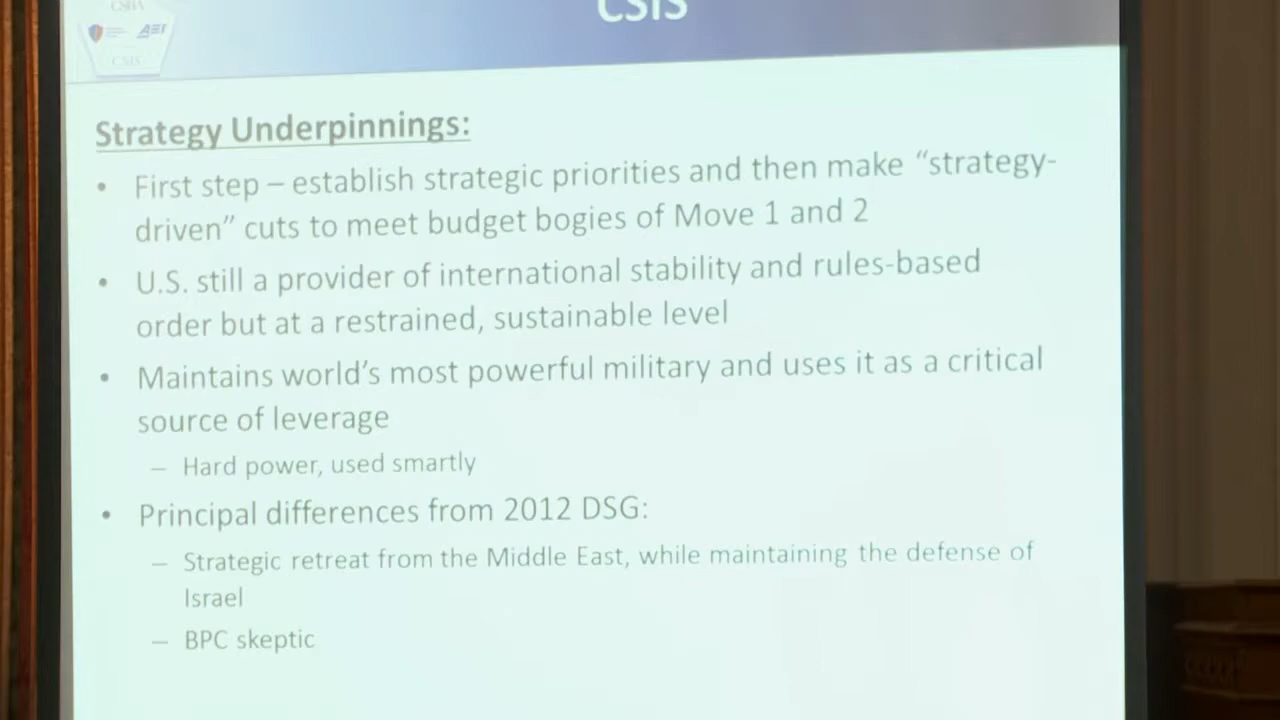 CSBA
AEI
CSIS
CSIS
Strategy Underpinnings:
• First step – establish strategic priorities and then make “strategy-
driven” cuts to meet budget bogies of Move 1 and 2
• U.S. still a provider of international stability and rules-based
order but at a restrained, sustainable level
• Maintains world’s most powerful military and uses it as a critical
source of leverage
– Hard power, used smartly
• Principal differences from 2012 DSG:
– Strategic retreat from the Middle East, while maintaining the defense of
Israel
– BPC skeptic